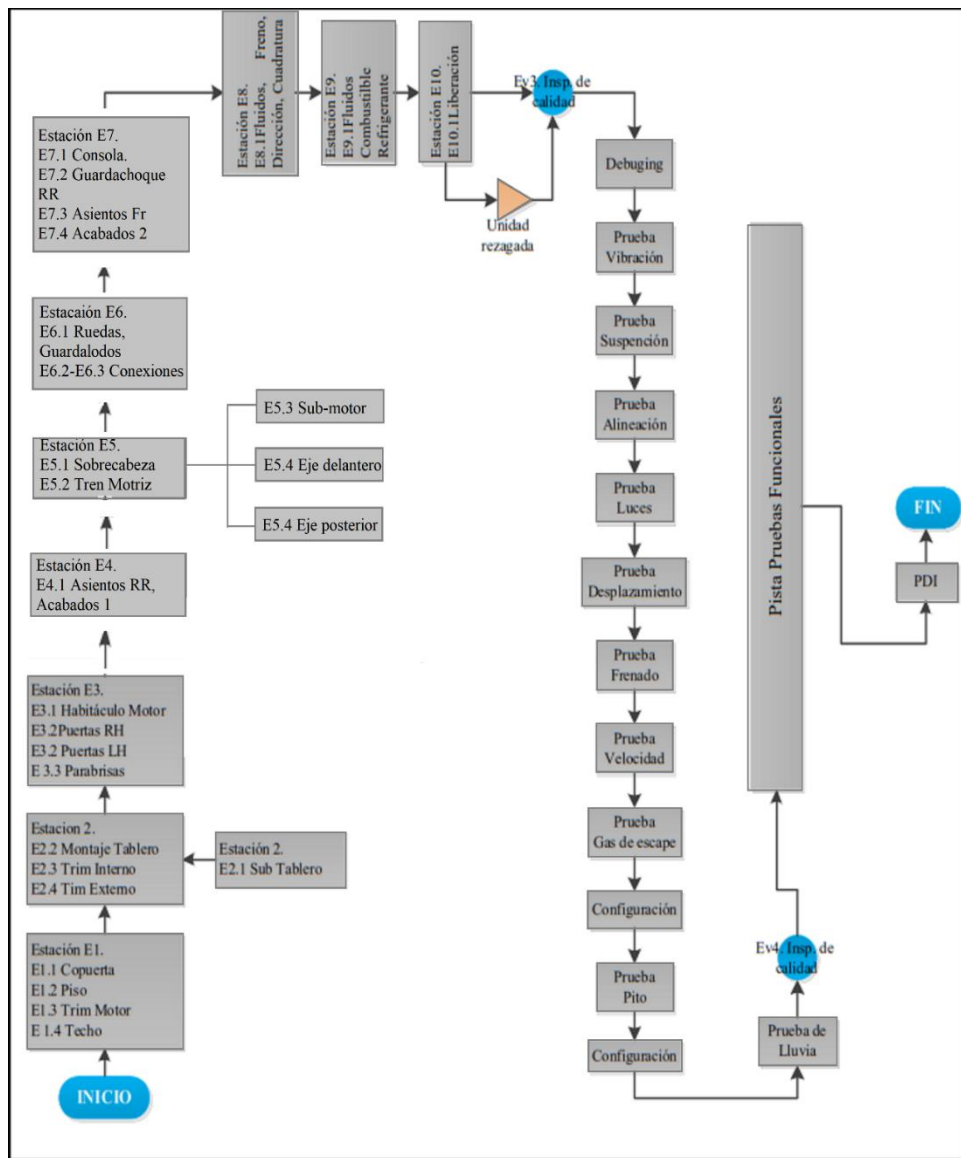 INICIO
Estación E1.
E1.1 Copuerta
E1.2 Piso
E1.3 Trim Motor
E 1.4 Techo
Estacion 2.
E2.2 Montaje Tablero
E2.3 Trim Interno
E2.4 Tim Externo
Estación 2.
E2.1 Sub Tablero
Estación E3.
E3.1 Habitáculo Motor
E3.2Puertas RH
E3.2 Puertas LH
E 3.3 Parabrisas
Estación E4.
E4.1 Asientos RR,
Acabados 1
Estación E5.
E5.1 Sobrecabeza
E5.2 Tren Motriz
E5.3 Sub-motor
E5.4 Eje delantero
E5.4 Eje posterior
Estacaión E6.
E6.1 Ruedas,
Guardalodos
E6.2-E6.3 Conexiones
Estación E7.
E7.1 Consola.
E7.2 Guardachoque
RR
E7.3 Asientos Fr
E7.4 Acabados 2
Estación E8.
E8.1Fluidos, Freno,
Dirección, Cuadratura
Estación E9.
E9.1Fluidos
Combustilble
Refrigerante
Estación E10.
E10.1Liberación
Unidad
rezagada
Ev3. Insp. de
calidad
Debuging
Prueba
Vibración
Prueba
Suspención
Prueba
Alineación
Prueba
Luces
Prueba
Desplazamiento
Prueba
Frenado
Prueba
Velocidad
Prueba
Gas de escape
Configuración
Prueba
Pito
Configuración
Prueba de
Lluvia
Ev4. Insp. de
calidad
Pista Pruebas Funcionales
PDI
FIN